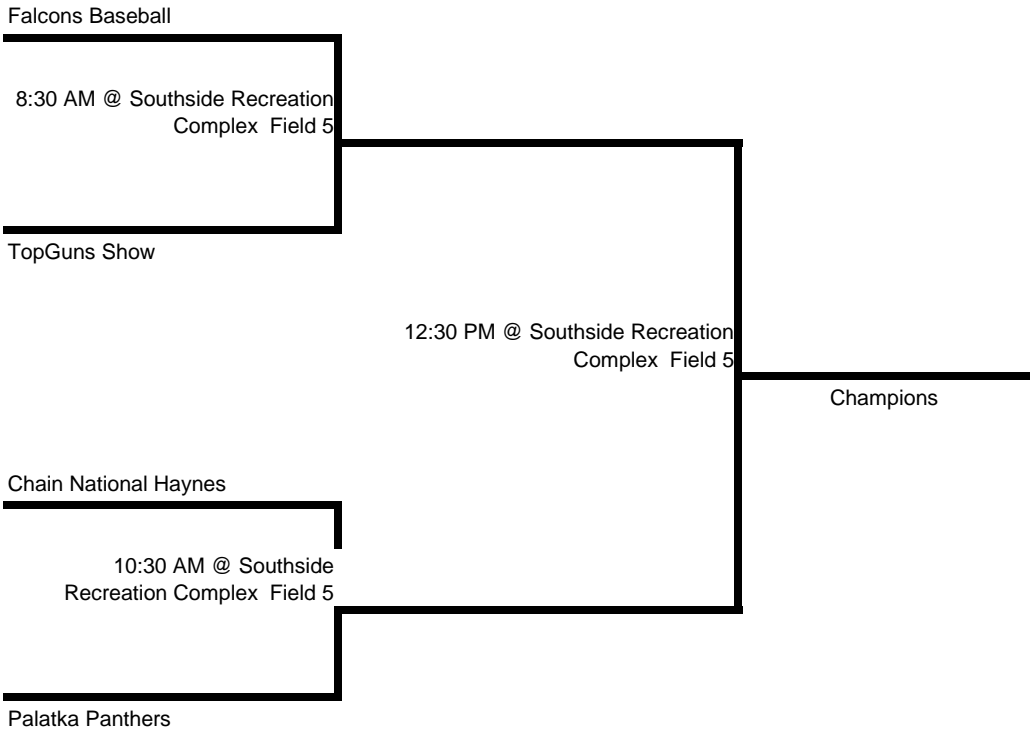 Falcons Baseball
8:30 AM @ Southside Recreation
Complex  Field 5
TopGuns Show
12:30 PM @ Southside Recreation
Complex  Field 5
Champions
Chain National Haynes
10:30 AM @ Southside
Recreation Complex  Field 5
Palatka Panthers